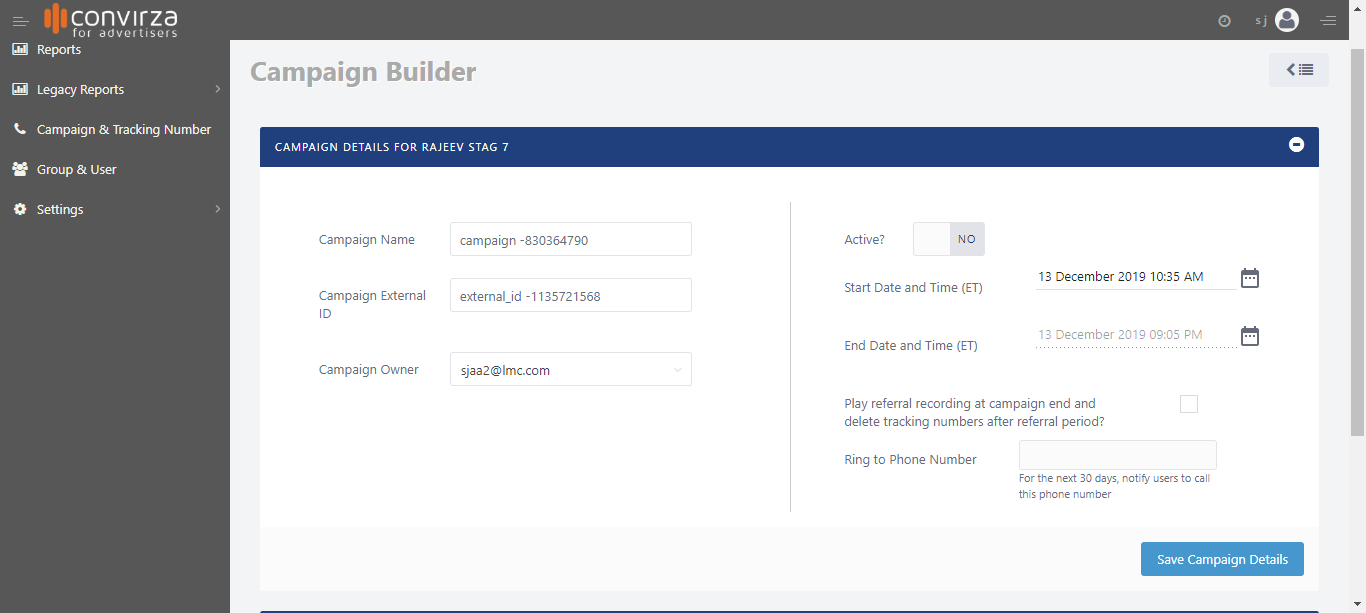 convirza
for advertisers
s j
Reports
Legacy Reports
Campaign & Tracking Number
Group & User
Settings
Campaign Builder
CAMPAIGN DETAILS FOR RAJEEV STAG 7
Campaign Name
campaign -830364790
Campaign External
ID
external_id -1135721568
Campaign Owner
sjaa2@lmc.com
Active?
NO
Start Date and Time (ET)
13 December 2019 10:35 AM
End Date and Time (ET)
13 December 2019 09:05 PM
Play referral recording at campaign end and
delete tracking numbers after referral period?
Ring to Phone Number
For the next 30 days, notify users to call
this phone number
Save Campaign Details